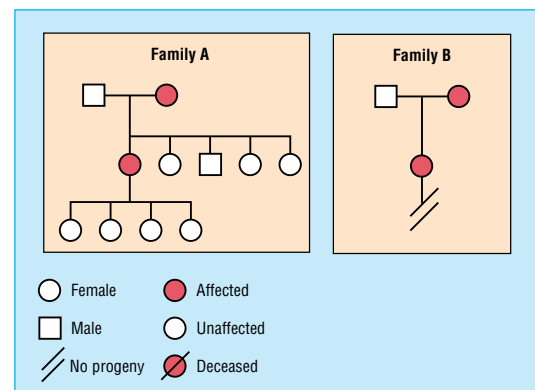 Family A
Family B
Female
Affected
Male
Unaffected
No progeny
Deceased